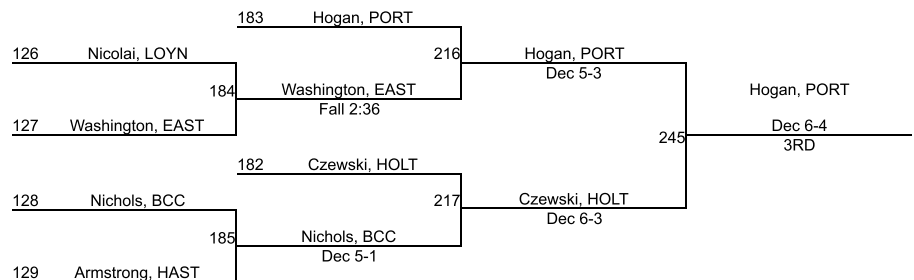 183 Hogan, PORT
126 Nicolai, LOYN
216 Hogan, PORT
Dec 5-3
184 Washington, EAST
Fall 2:36
Hogan, PORT
127 Washington, EAST
Dec 6-4
245
3RD
182 Czewski, HOLT
128 Nichols, BCC
217 Czewski, HOLT
Dec 6-3
185 Nichols, BCC
Dec 5-1
129 Armstrong, HAST